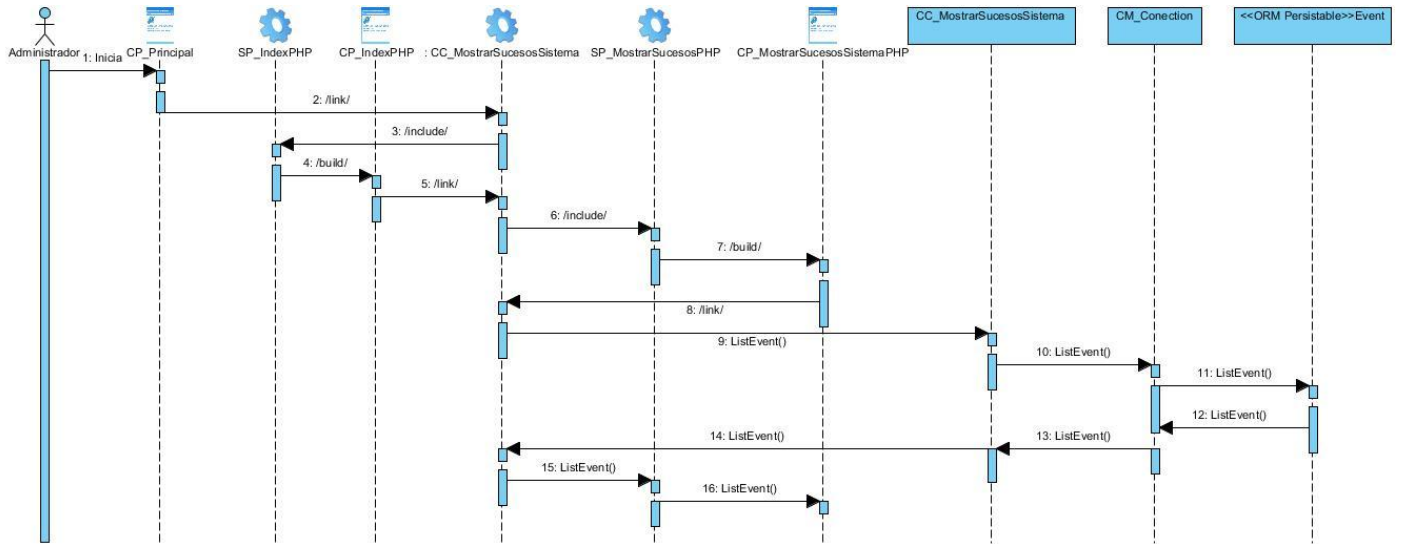 CC_MostrarSucesosSistema
CM_Conection
<<ORM Persistable>>Event
Administrador
CP_Principal
SP_IndexPHP
CP_IndexPHP
: CC_MostrarSucesosSistema
SP_MostrarSucesosPHP
CP_MostrarSucesosSistemaPHP
1: Inicia
2: /link/
3: /include/
4: /build/
5: /link/
6: /include/
7: /build/
8: /link/
9: ListEvent()
10: ListEvent()
11: ListEvent()
12: ListEvent()
13: ListEvent()
14: ListEvent()
15: ListEvent()
16: ListEvent()